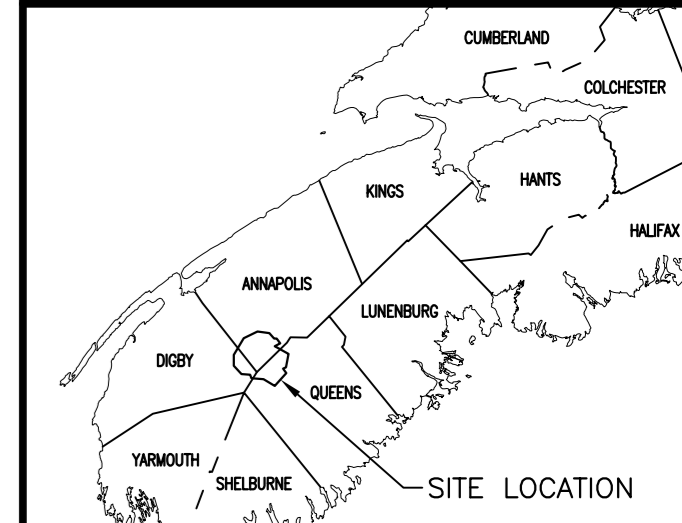 CUMBERLAND
COLCHESTER
HANTS
KINGS
HALIFAX
ANNAPOLIS
LUNENBURG
DIGBY
QUEENS
YARMOUTH
SHELBURNE
SITE LOCATION